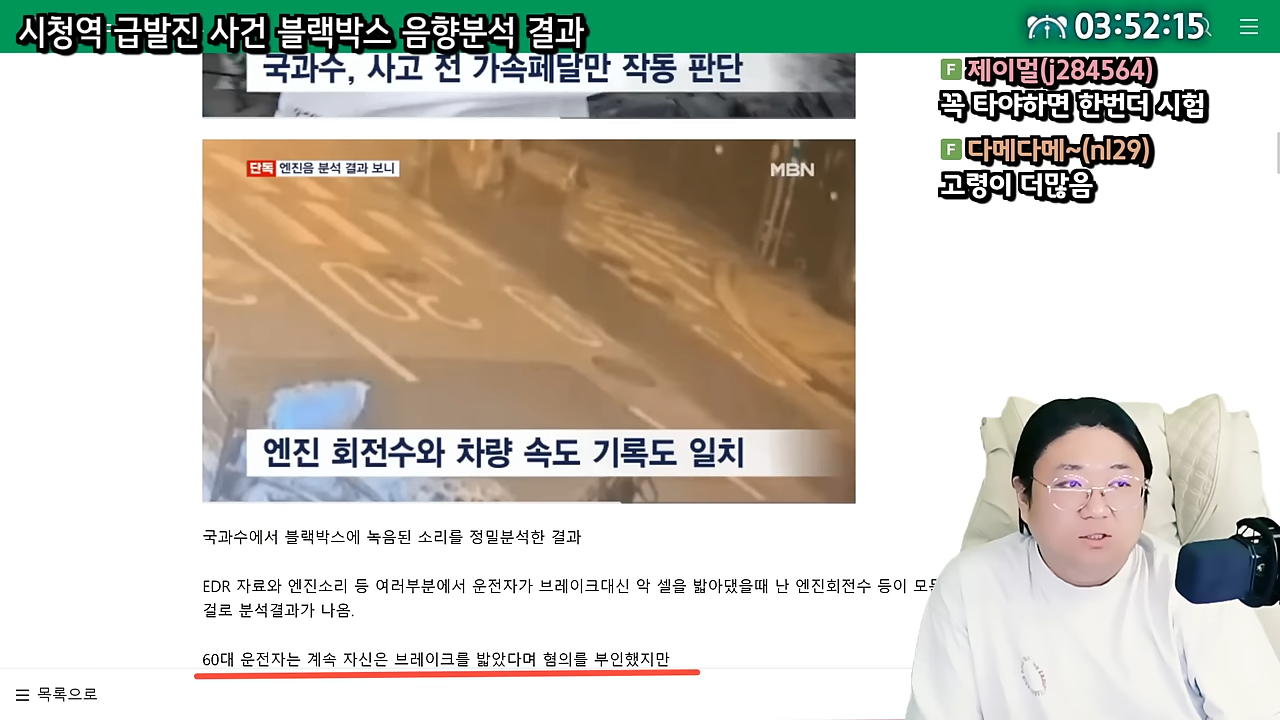 시청역 급발진 사건 블랙박스 음향분석 결과
03:52:15
국과수, 사고 전 가속페달만 작동 판단
F 제이멀(j284564)
꼭 타야하면 한번더 시험
F 다메다메~(nl29)
고령이 더많음
단독 엔진음 분석 결과 보니
MBN
엔진 회전수와 차량 속도 기록도 일치
국과수에서 블랙박스에 녹음된 소리를 정밀분석한 결과
EDR 자료와 엔진소리 등 여러부분에서 운전자가 브레이크대신 악 셀을 밟아댔을때 난 엔진회전수 등이
걸로 분석결과가 나옴.
60대 운전자는 계속 자신은 브레이크를 밟았다며 혐의를 부인했지만
목록으로